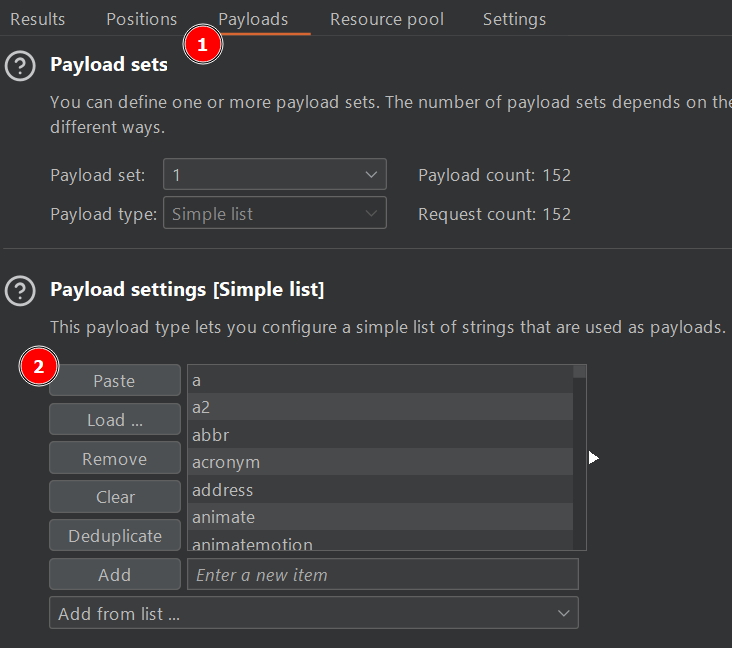 Results Positions Payloads Resource pool Settings
1
Payload sets
You can define one or more payload sets. The number of payload sets depends on the
different ways.
Payload set: 1 Payload count: 152
Payload type: Simple list Request count: 152
Payload settings [Simple list]
This payload type lets you configure a simple list of strings that are used as payloads.
2
Paste
Load ...
Remove
Clear
Deduplicate
a
a2
abbr
acronym
address
animate
animatemotion
Add Enter a new item
Add from list ...